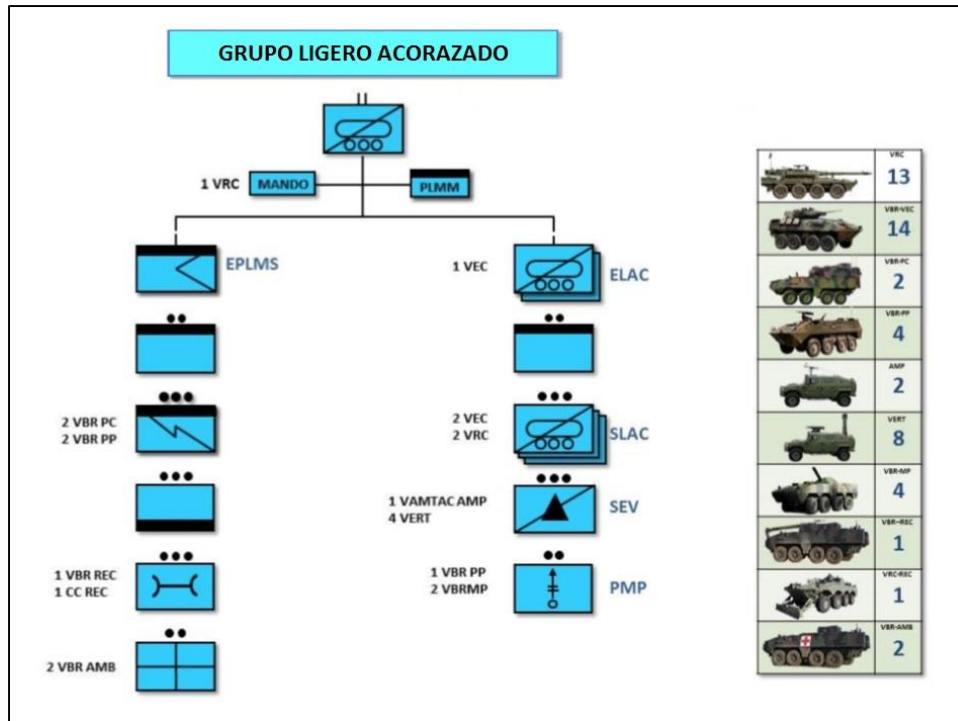 GRUPO LIGERO ACORAZADO
1 VRC
MANDO
PLMM
EPLMS
2 VBR PC
2 VBR PP
1 VBR REC
1 CC REC
2 VBR AMB
1 VEC
ELAC
2 VEC
2 VRC
SLAC
1 VAMTAC AMP
4 VERT
SEV
1 VBR PP
2 VBRMP
PMP
VRC
13
VBR-VEC
14
VBR-PC
2
VBR-PP
4
AMP
2
VERT
8
VBR-MP
4
VBR-REC
1
VRC-REC
1
VBR-AMB
2